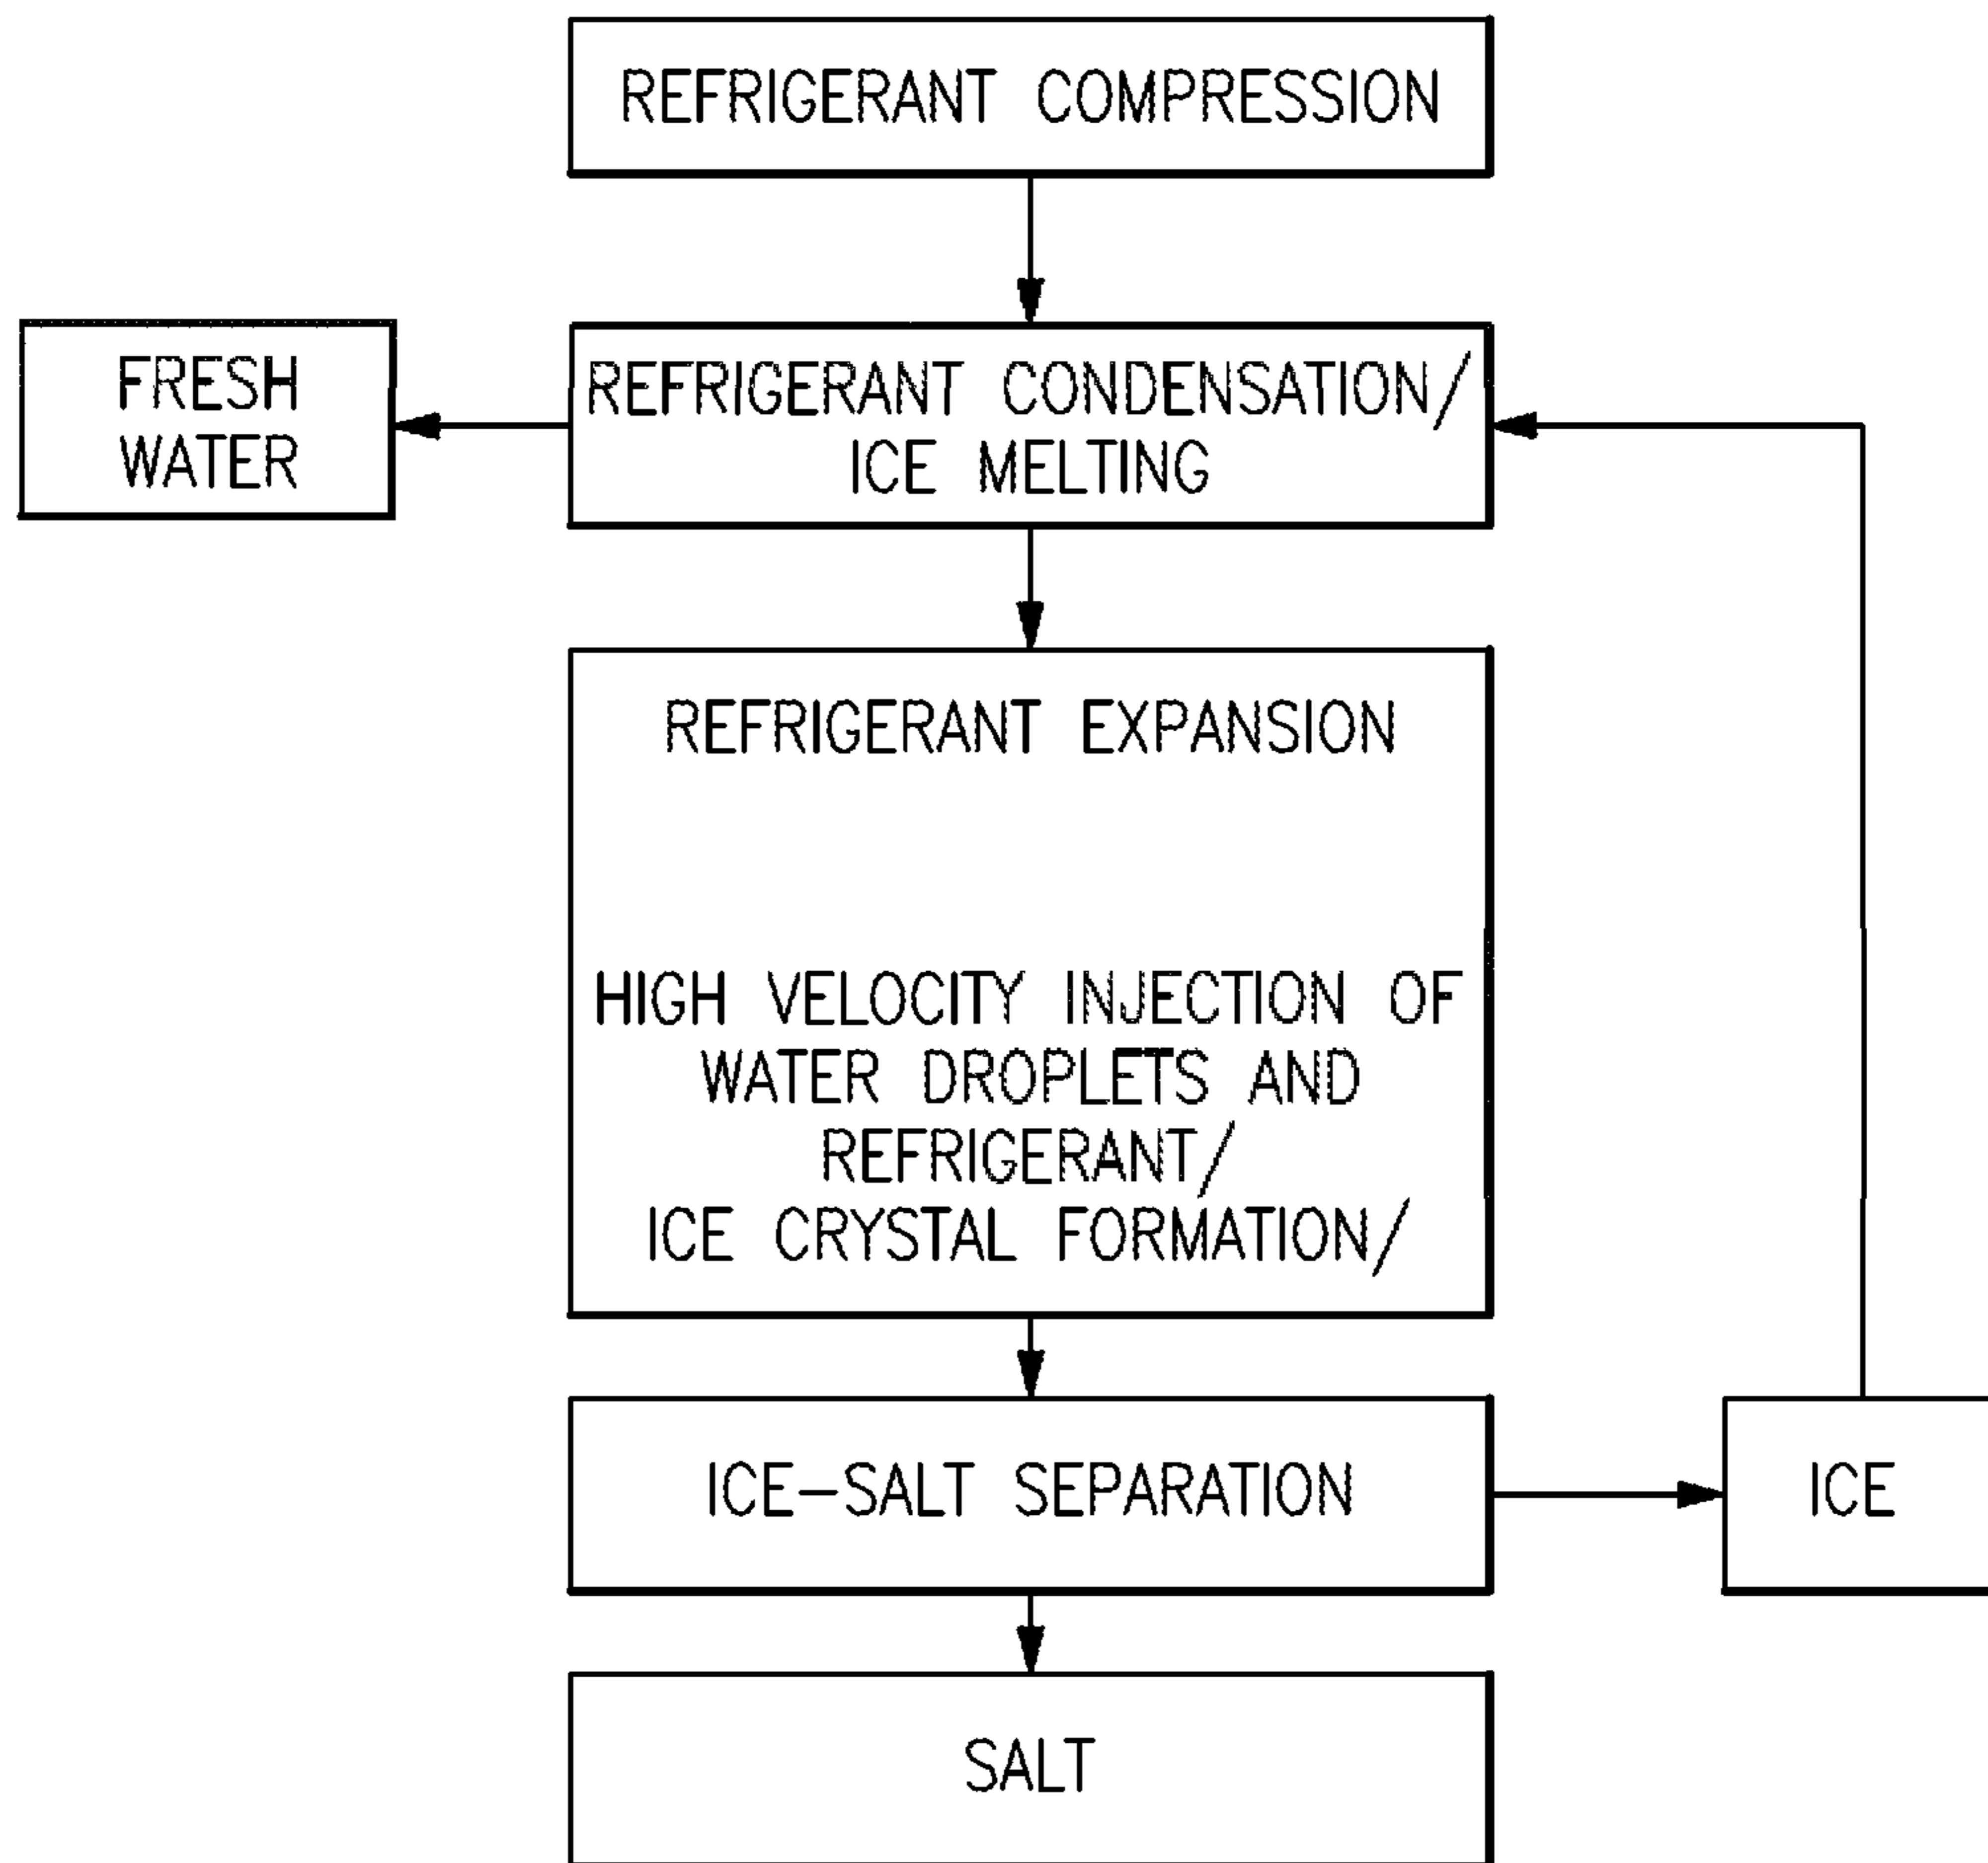 REFRIGERANT COMPRESSION
FRESH
WATER
REFRIGERANT CONDENSATION/
ICE MELTING
REFRIGERANT EXPANSION
HIGH VELOCITY INJECTION OF
WATER DROPLETS AND
REFRIGERANT/
ICE CRYSTAL FORMATION/
ICE-SALT SEPARATION
ICE
SALT